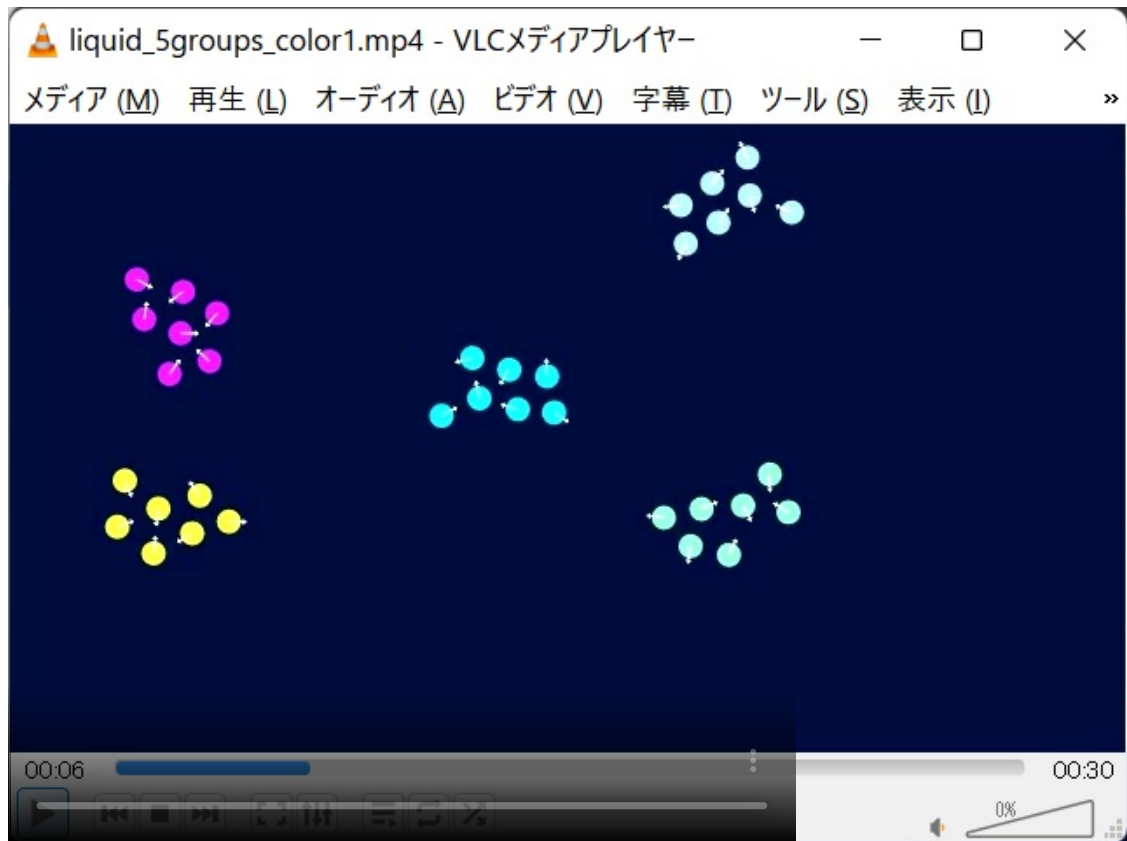 liquid_5groups_color1.mp4 - VLCメディアプレイヤー
メディア (M) 再生 (L) オーディオ (A) ビデオ (V) 字幕 (T) ツール (S) 表示 (I) »
00:06 00:30
0%